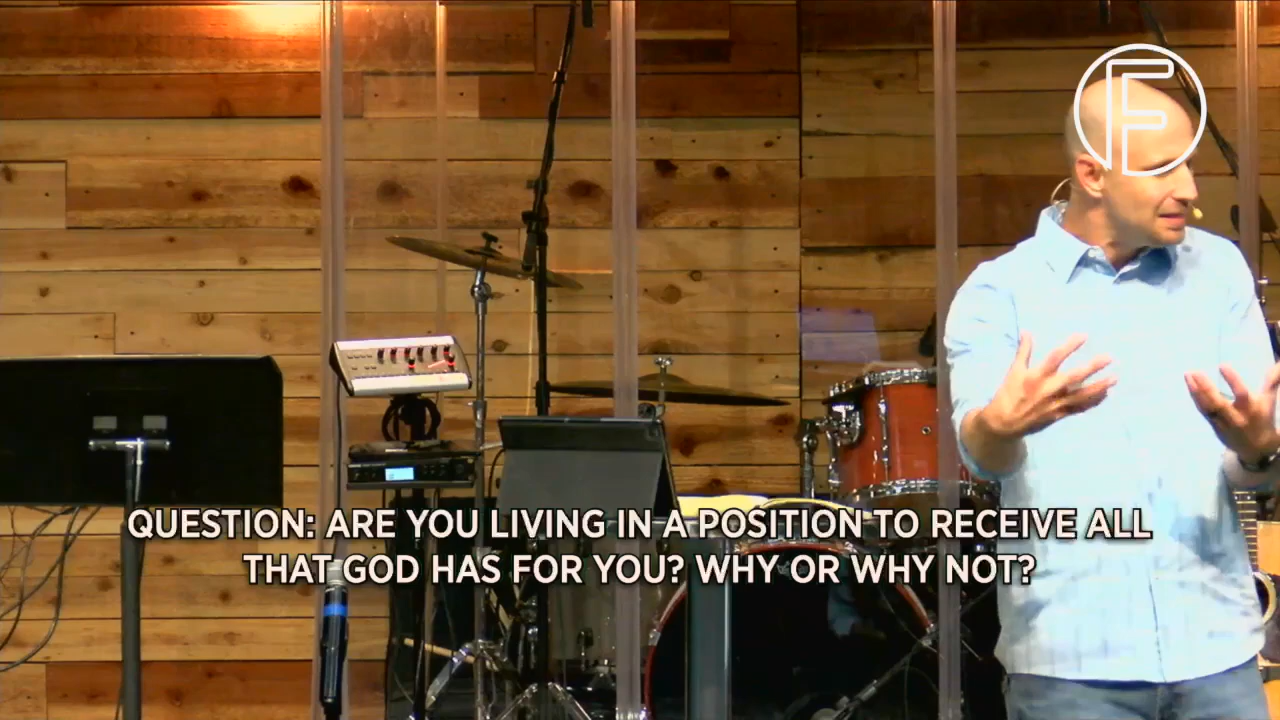 F
QUESTION: ARE YOU LIVING IN A POSITION TO RECEIVE ALL
THAT GOD HAS FOR YOU? WHY OR WHY NOT?